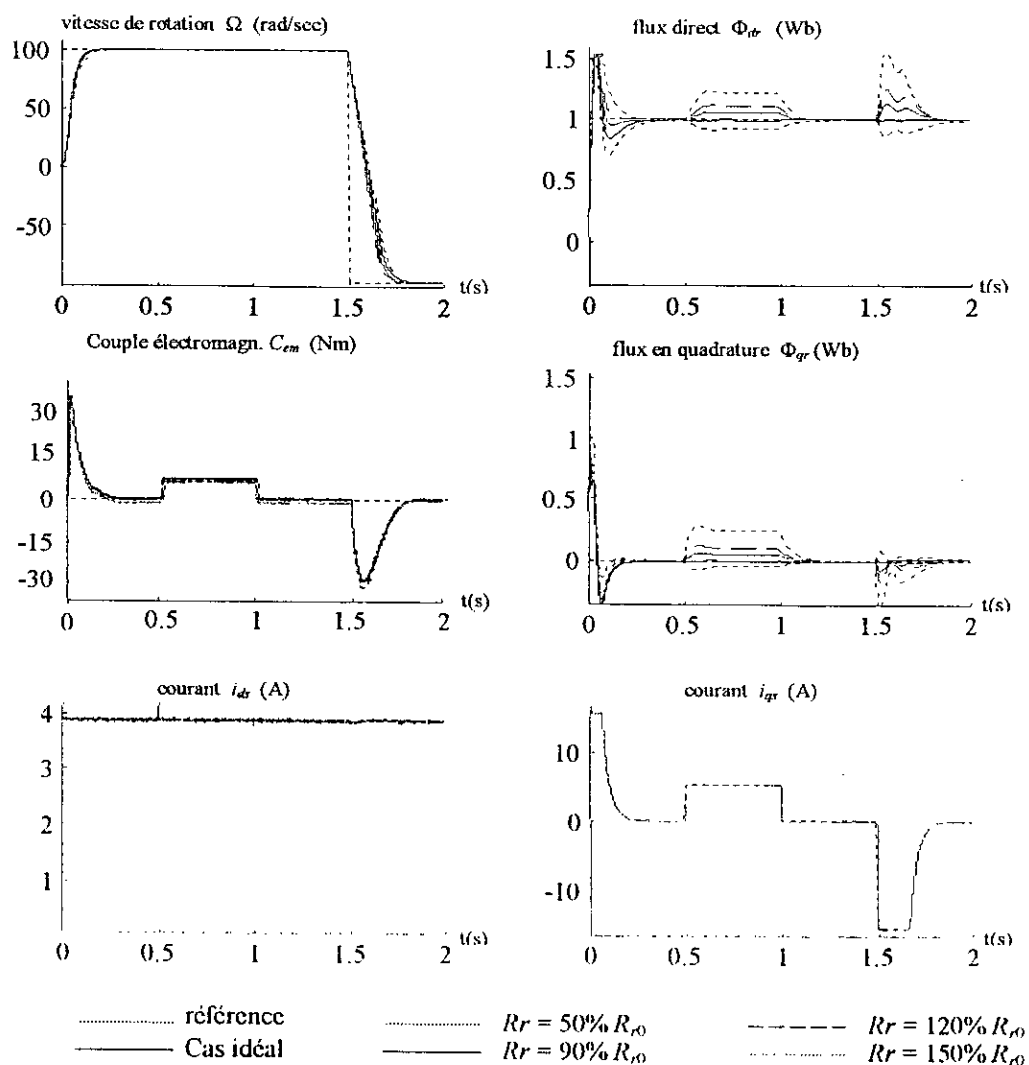 vitesse de rotation Ω (rad/sec)
100
50
0
-50
0 0.5 1 1.5 2
t(s)
flux direct Φdr (Wb)
1.5
1
0.5
0
0 0.5 1 1.5 2
t(s)
Couple électromagn. Cem (Nm)
30
15
0
-15
-30
0 0.5 1 1.5 2
t(s)
flux en quadrature Φqr (Wb)
1.5
1
0.5
0
0 0.5 1 1.5 2
t(s)
courant idr (A)
4
3
2
1
0 0.5 1 1.5 2
t(s)
courant iqr (A)
10
0
-10
0 0.5 1 1.5 2
t(s)
référence
Cas idéal
Rr = 50% Rr0
Rr = 90% Rr0
Rr = 120% Rr0
Rr = 150% Rr0